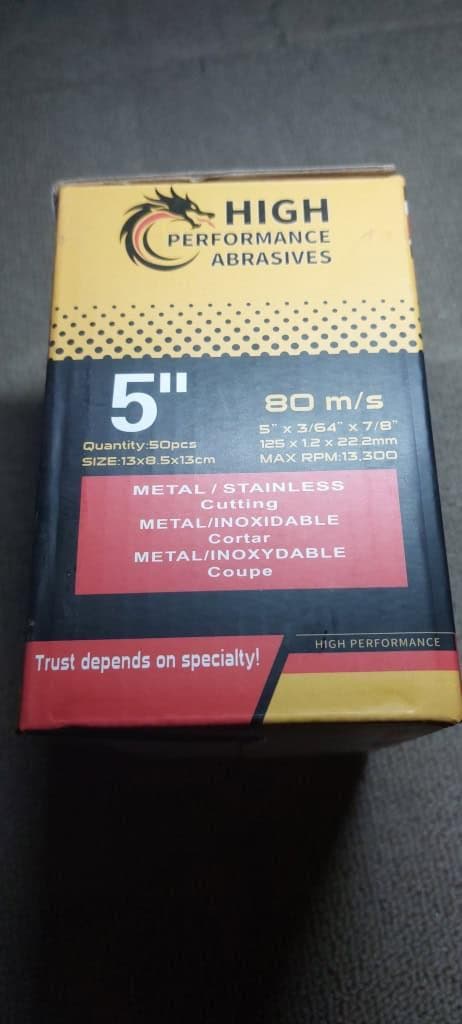 HIGH
PERFORMANCE
ABRASIVES
5"
80 m/s
5" x 3/64" x 7/8"
Quantity:50pcs
125 x 1.2 x 22.2mm
SIZE:13x8.5x13cm
MAX RPM:13,300
METAL / STAINLESS
Cutting
METAL/INOXIDABLE
Cortar
METAL/INOXYDABLE
Coupe
HIGH PERFORMANCE
Trust depends on specialty!